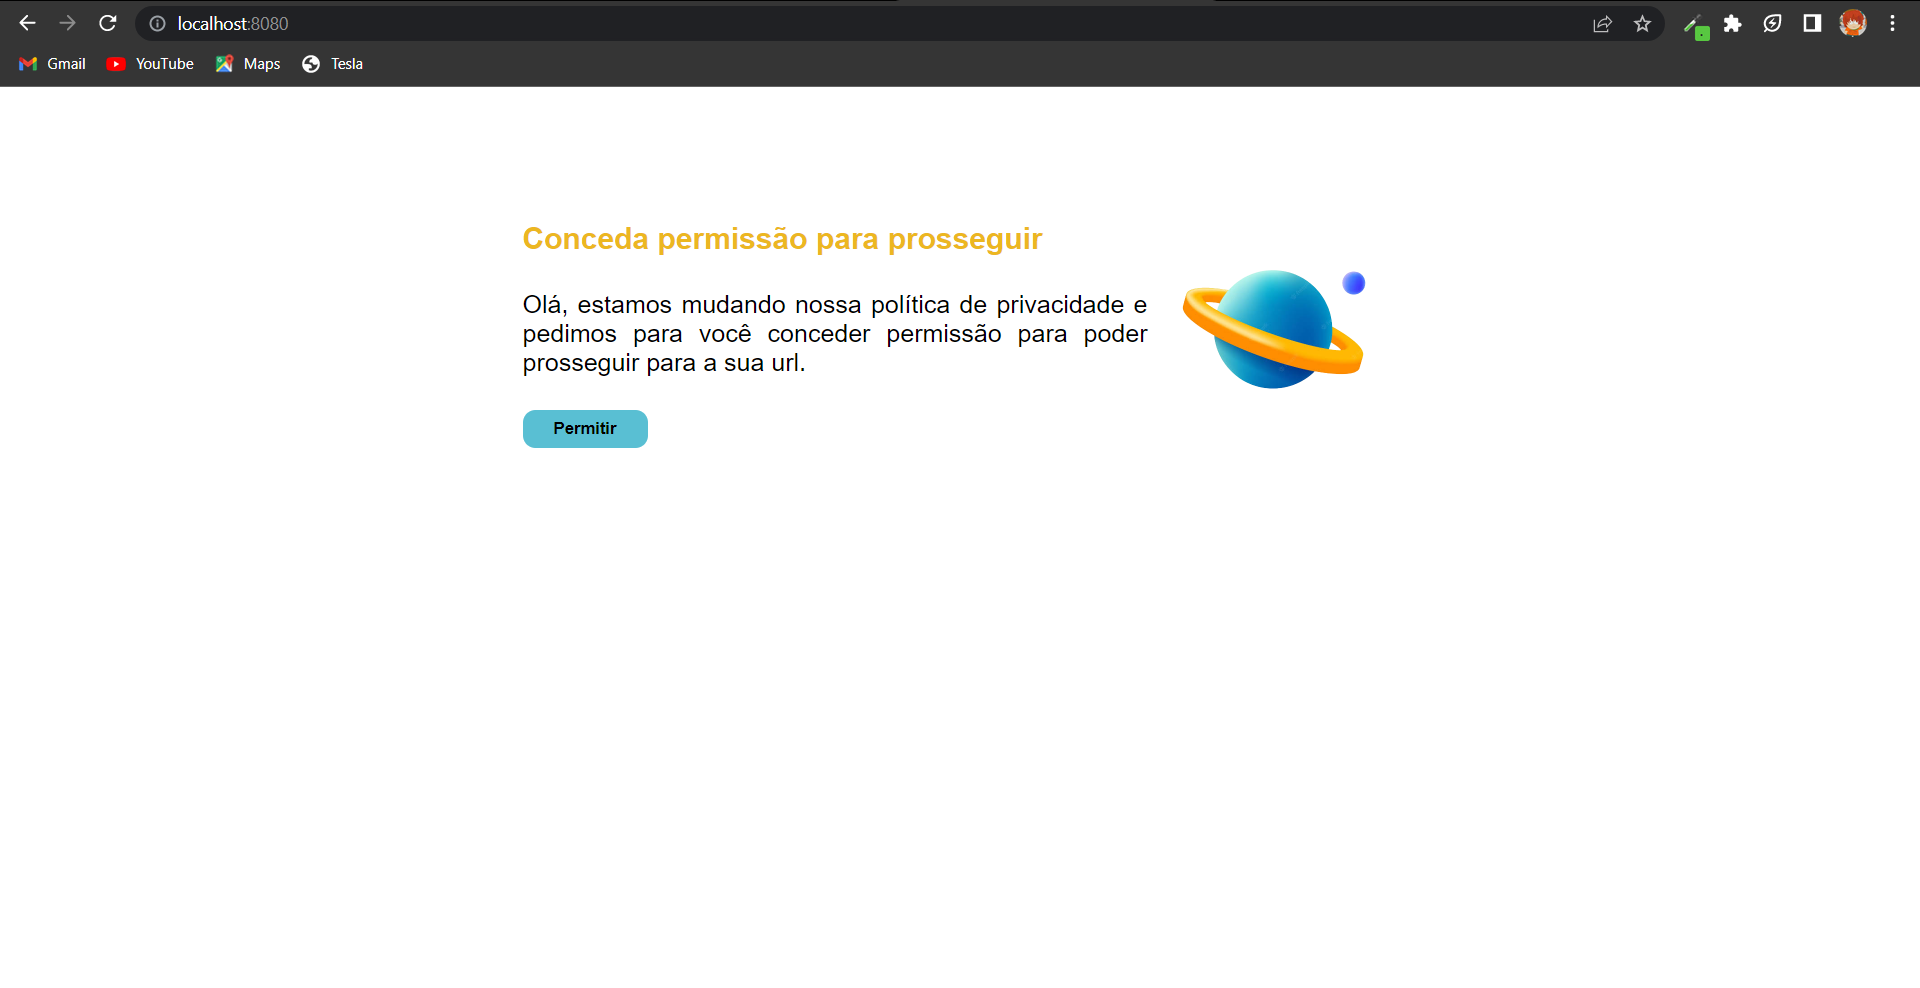 localhost:8080
Gmail YouTube Maps Tesla
Conceda permissão para prosseguir
Olá, estamos mudando nossa política de privacidade e
pedimos para você conceder permissão para poder
prosseguir para a sua url.
Permitir